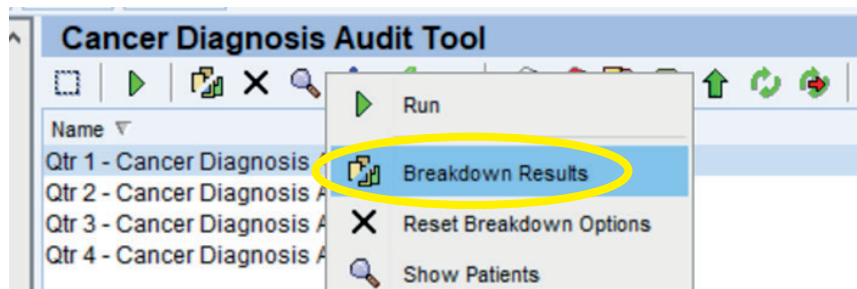 Cancer Diagnosis Audit Tool
Name
Run
Qtr 1 - Cancer Diagnosis
Breakdown Results
Qtr 2 - Cancer Diagnosis
Qtr 3 - Cancer Diagnosis
Reset Breakdown Options
Qtr 4 - Cancer Diagnosis
Show Patients